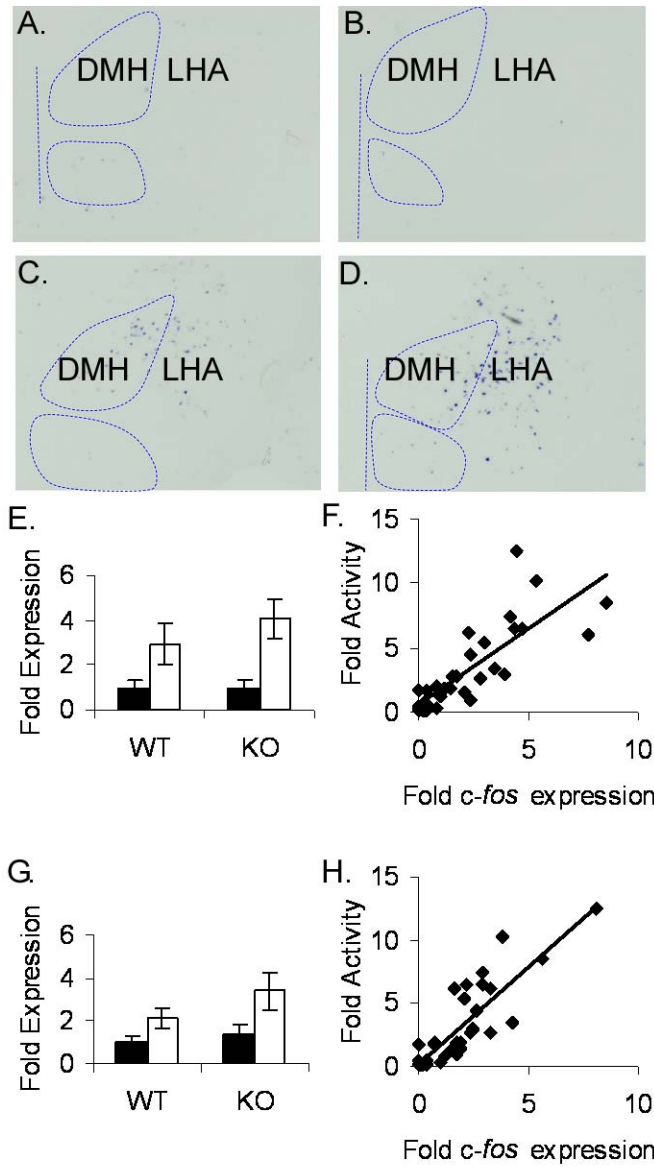 A.
DMH LHA
B.
DMH LHA
C.
DMH LHA
D.
DMH LHA
E.
Fold Expression
6
4
2
0
WT KO
F.
Fold Activity
15
10
5
0
0 5 10
Fold c-fos expression
G.
Fold Expression
6
4
2
0
WT KO
H.
Fold Activity
15
10
5
0
0 5 10
Fold c-fos expression